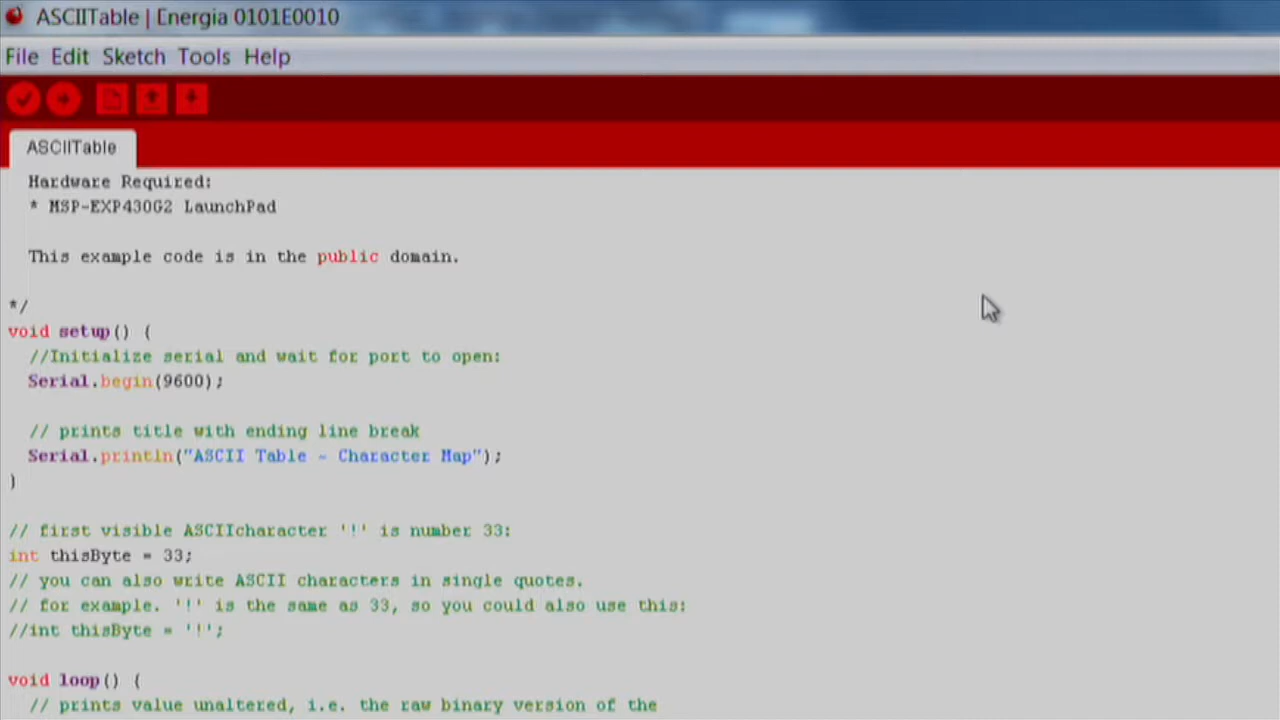 ASCIITable | Energia 0101E0010
File Edit Sketch Tools Help
ASCIITable
Hardware Required:
* MSP-EXP430G2 LaunchPad
This example code is in the public domain.
*/
void setup() {
//Initialize serial and wait for port to open:
Serial.begin(9600);
// prints title with ending line break
Serial.println("ASCII Table ~ Character Map");
}
// first visible ASCIIcharacter '!' is number 33:
int thisByte = 33;
// you can also write ASCII characters in single quotes.
// for example. '!' is the same as 33, so you could also use this:
//int thisByte = '!';
void loop() {
// prints value unaltered, i.e. the raw binary version of the